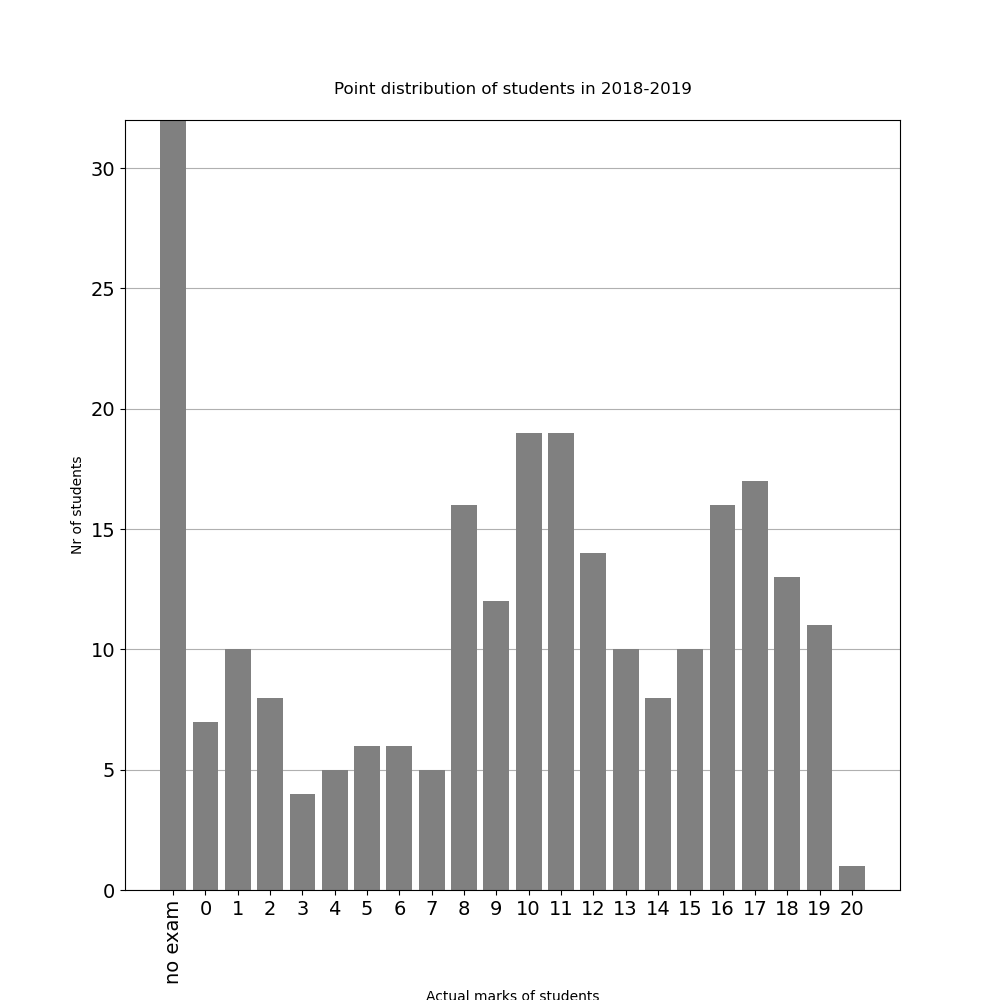 Point distribution of students in 2018-2019
30
25
20
15
10
5
0
Nr of students
no exam 0 1 2 3 4 5 6 7 8 9 10 11 12 13 14 15 16 17 18 19 20
Actual marks of students